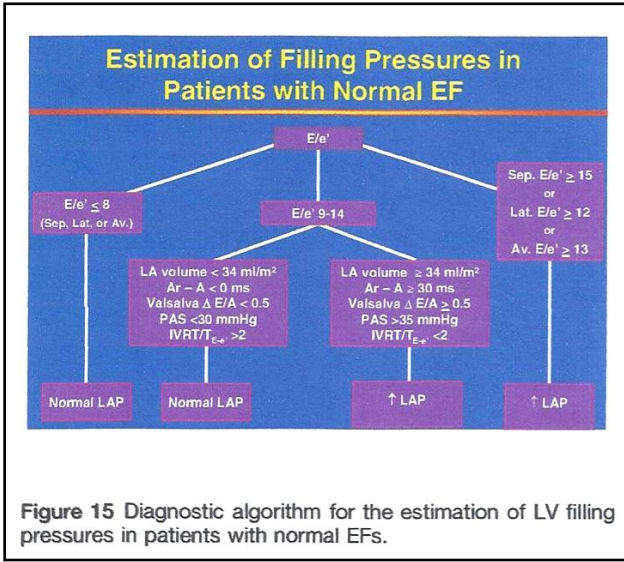 Estimation of Filling Pressures in
Patients with Normal EF
E/e'
E/e' ≤ 8
(Sep, Lat, or Av.)
E/e' 9-14
Sep. E/e' ≥ 15
or
Lat. E/e' ≥ 12
or
Av. E/e' ≥ 13
LA volume < 34 ml/m²
Ar – A < 0 ms
Valsalva Δ E/A < 0.5
PAS <30 mmHg
IVRT/T_E-e' >2
LA volume ≥ 34 ml/m²
Ar – A ≥ 30 ms
Valsalva Δ E/A ≥ 0.5
PAS >35 mmHg
IVRT/T_E-e' <2
Normal LAP
Normal LAP
↑ LAP
↑ LAP
Figure 15 Diagnostic algorithm for the estimation of LV filling
pressures in patients with normal EFs.